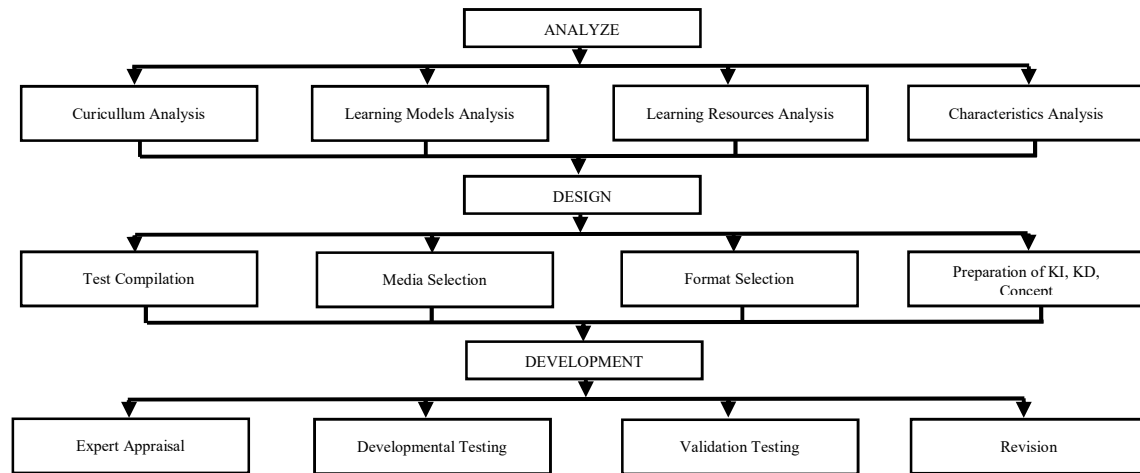 ANALYZE
Curicullum Analysis
Learning Models Analysis
Learning Resources Analysis
Characteristics Analysis
DESIGN
Test Compilation
Media Selection
Format Selection
Preparation of KI, KD,
Concept
DEVELOPMENT
Expert Appraisal
Developmental Testing
Validation Testing
Revision